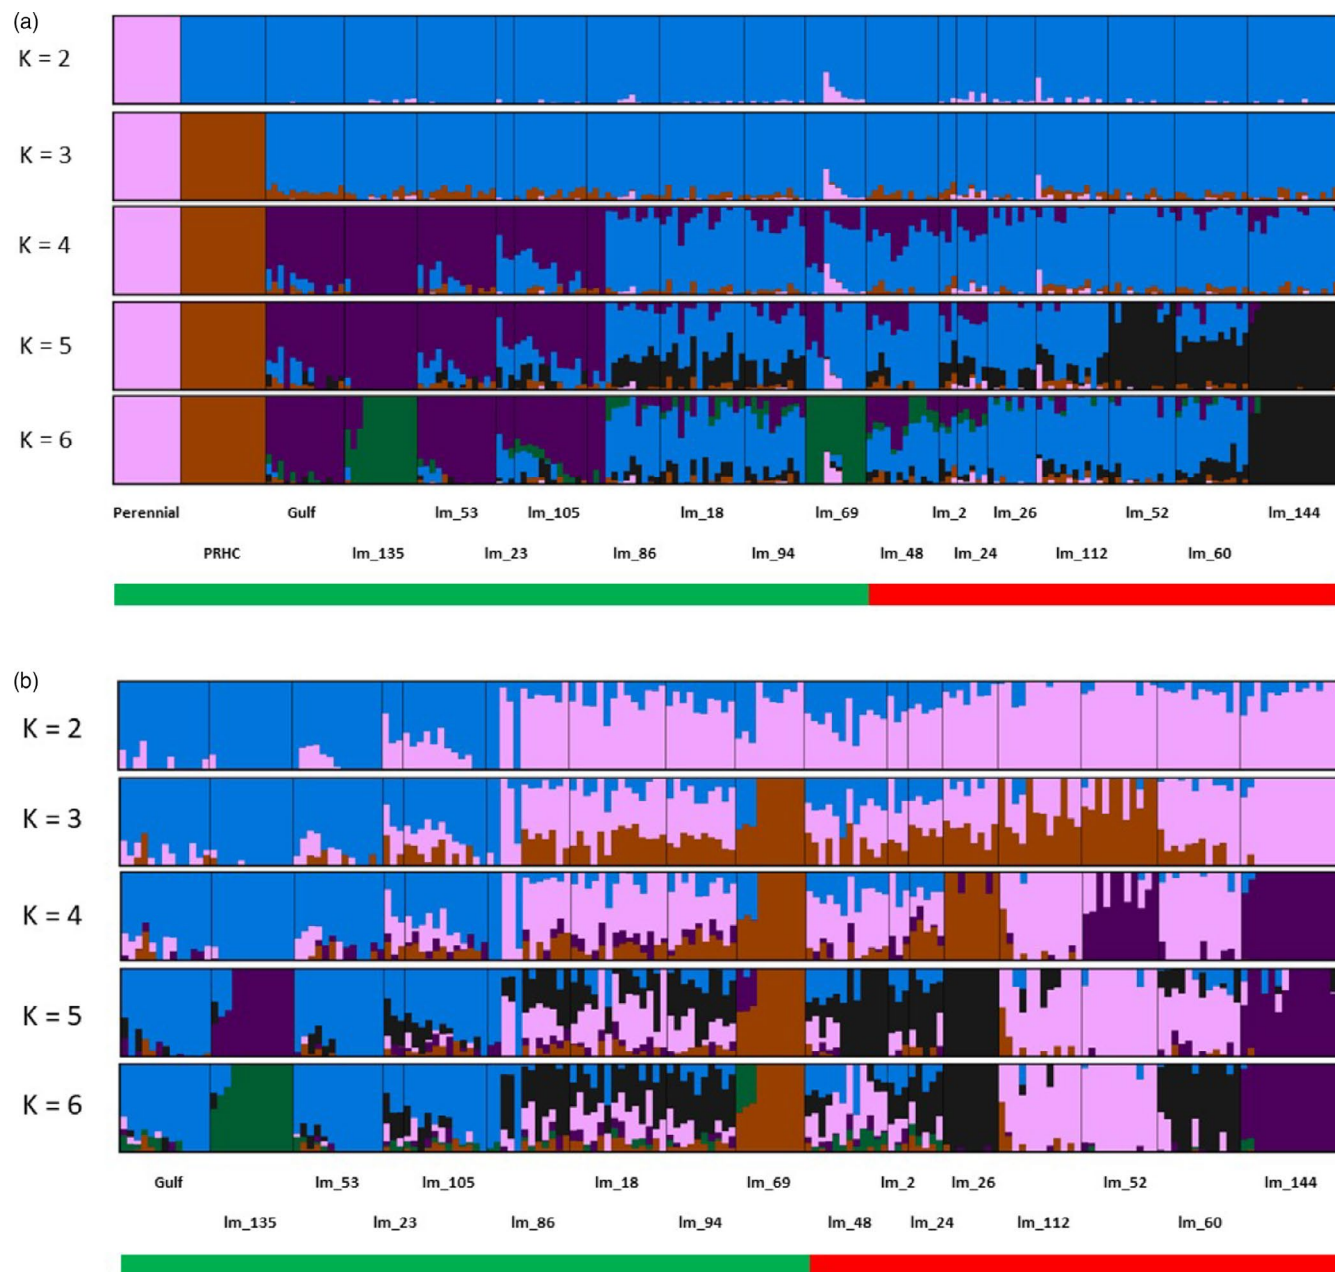 (a)
K = 2
K = 3
K = 4
K = 5
K = 6
Perennial Gulf lm_53 lm_105 lm_18 lm_69 lm_2 lm_26 lm_52 lm_144
PRHC lm_135 lm_23 lm_86 lm_94 lm_48 lm_24 lm_112 lm_60
(b)
K = 2
K = 3
K = 4
K = 5
K = 6
Gulf lm_53 lm_105 lm_18 lm_69 lm_2 lm_26 lm_52 lm_144
lm_135 lm_23 lm_86 lm_94 lm_48 lm_24 lm_112 lm_60